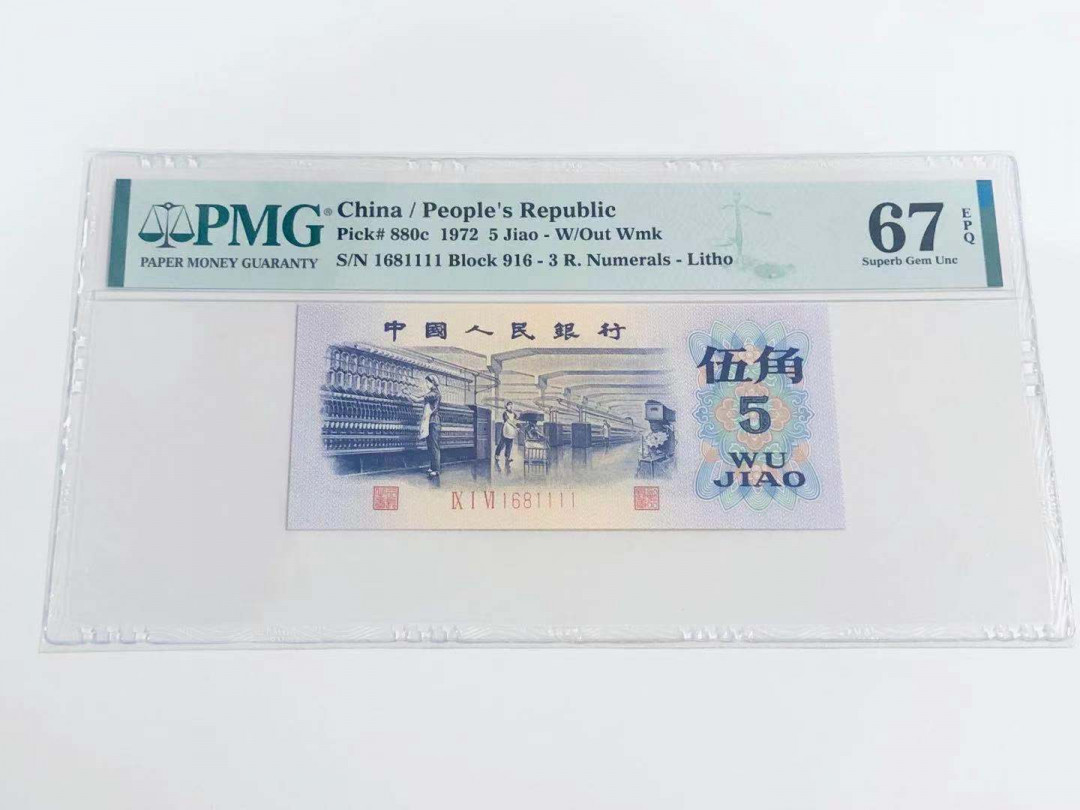 PMG®
PAPER MONEY GUARANTY
China / People's Republic
Pick# 880c 1972 5 Jiao - W/Out Wmk
S/N 1681111 Block 916 - 3 R. Numerals - Litho
67
EPQ
Superb Gem Unc
中國人民銀行
伍角
5
WU
JIAO
IX I VI 1681111